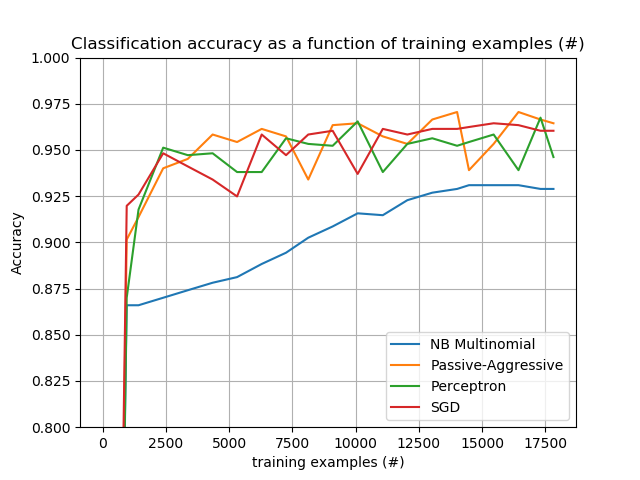 Classification accuracy as a function of training examples (#)
1.000
0.975
0.950
0.925
0.900
0.875
0.850
0.825
0.800
Accuracy
NB Multinomial
Passive-Aggressive
Perceptron
SGD
0 2500 5000 7500 10000 12500 15000 17500
training examples (#)